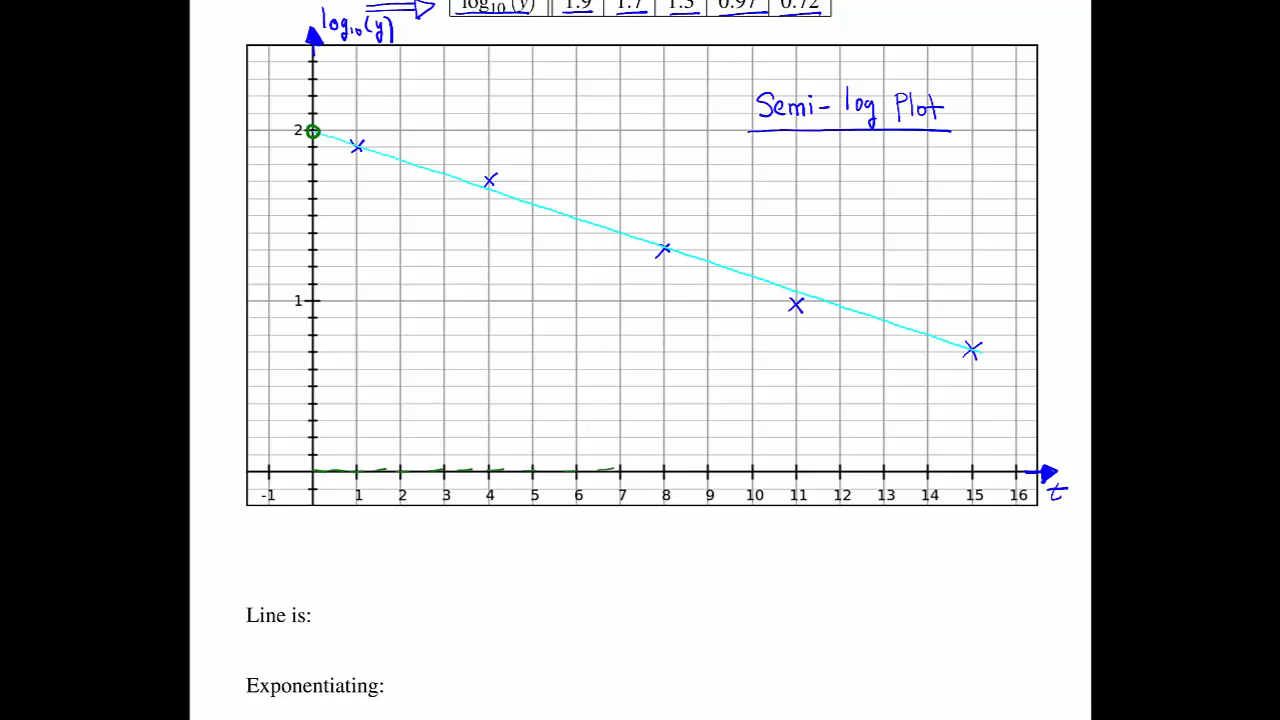 log10 (y) 1.9 1.7 1.3 0.97 0.72
log10(y)
Semi-log Plot
2
1
-1 1 2 3 4 5 6 7 8 9 10 11 12 13 14 15 16
t
Line is:
Exponentiating: